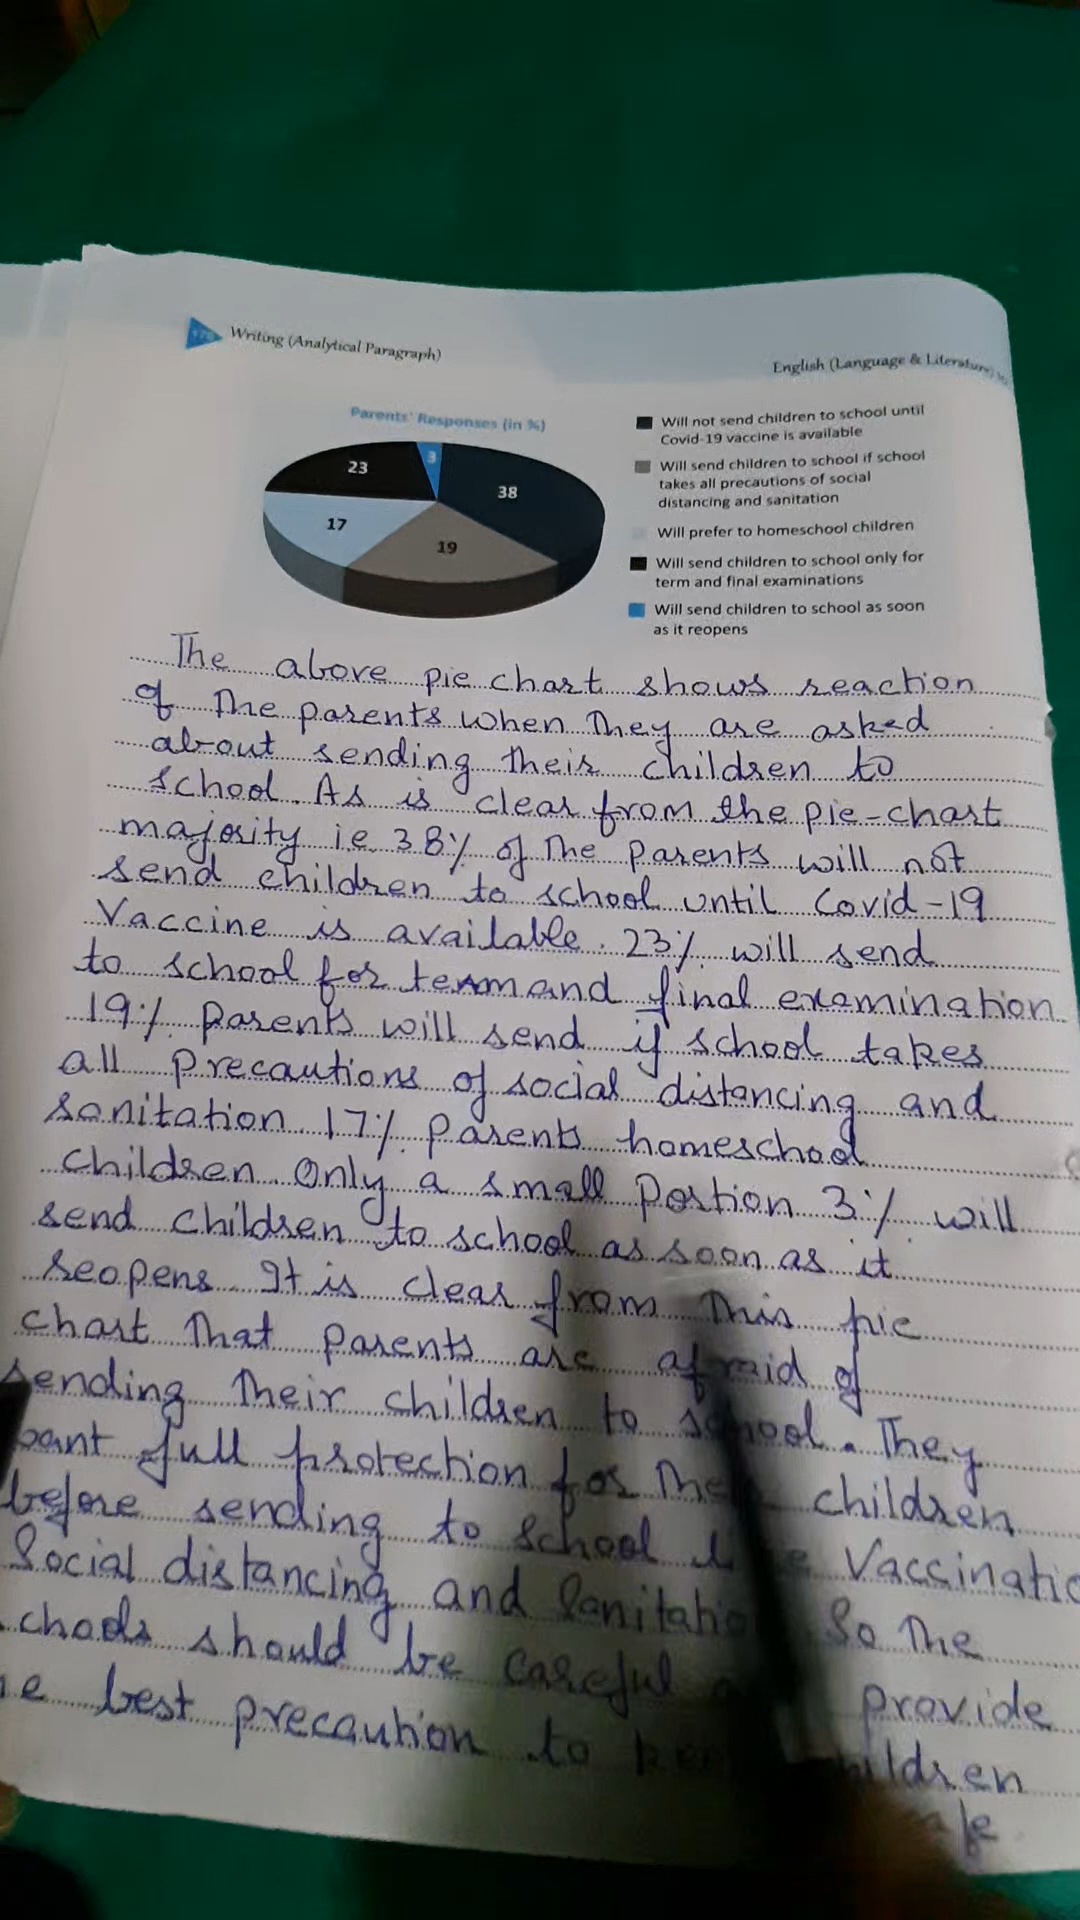 Writing (Analytical Paragraph)
English (Language & Literature)
Parents' Responses (in %)
3
23
38
17
19
Will not send children to school until
Covid-19 vaccine is available
Will send children to school if school
takes all precautions of social
distancing and sanitation
Will prefer to homeschool children
Will send children to school only for
term and final examinations
Will send children to school as soon
as it reopens
The above pie chart shows reaction
of the parents when they are asked
about sending their children to
school. As is clear from the pie-chart
majority ie 38% of the parents will not
send children to school until Covid-19
Vaccine is available. 23% will send
to school for term and final examination
19% parents will send if school takes
all precautions of social distancing and
sanitation. 17% parents homeschool
children. Only a small portion 3% will
send children to school as soon as it
reopens. It is clear from this pie
chart that parents are afraid of
sending their children to school. They
want full protection for children
before sending to school Vaccinatio
Social distancing and Sanitatio So the
chools should be careful provide
best precaution to children